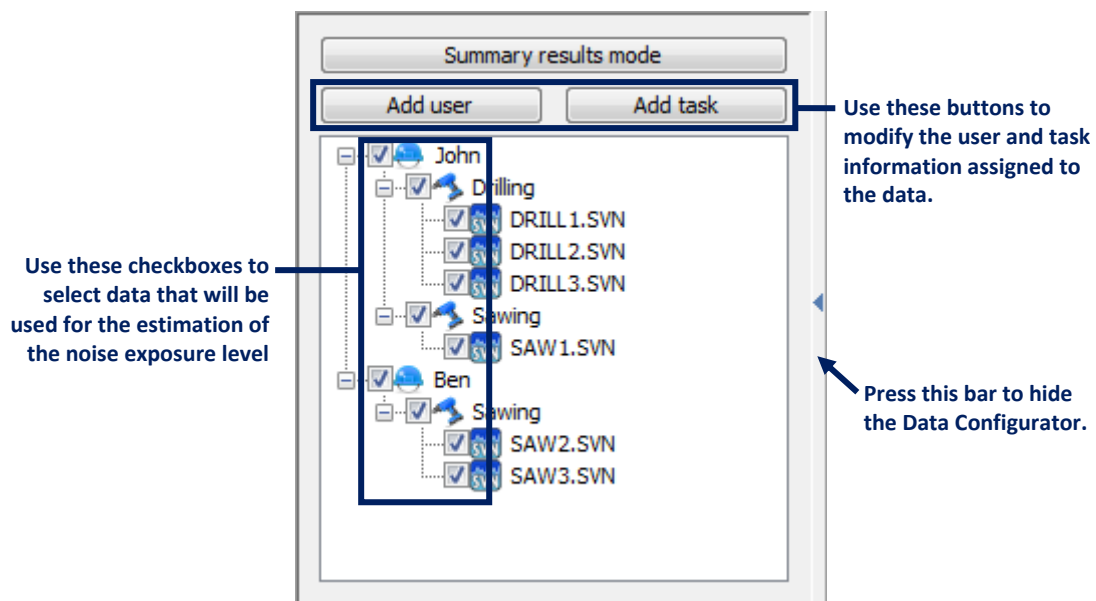 Summary results mode
Add user
Add task
Use these buttons to
modify the user and task
information assigned to
the data.
John
Drilling
DRILL1.SVN
DRILL2.SVN
DRILL3.SVN
Sawing
SAW1.SVN
Ben
Sawing
SAW2.SVN
SAW3.SVN
Use these checkboxes to
select data that will be
used for the estimation of
the noise exposure level
Press this bar to hide
the Data Configurator.